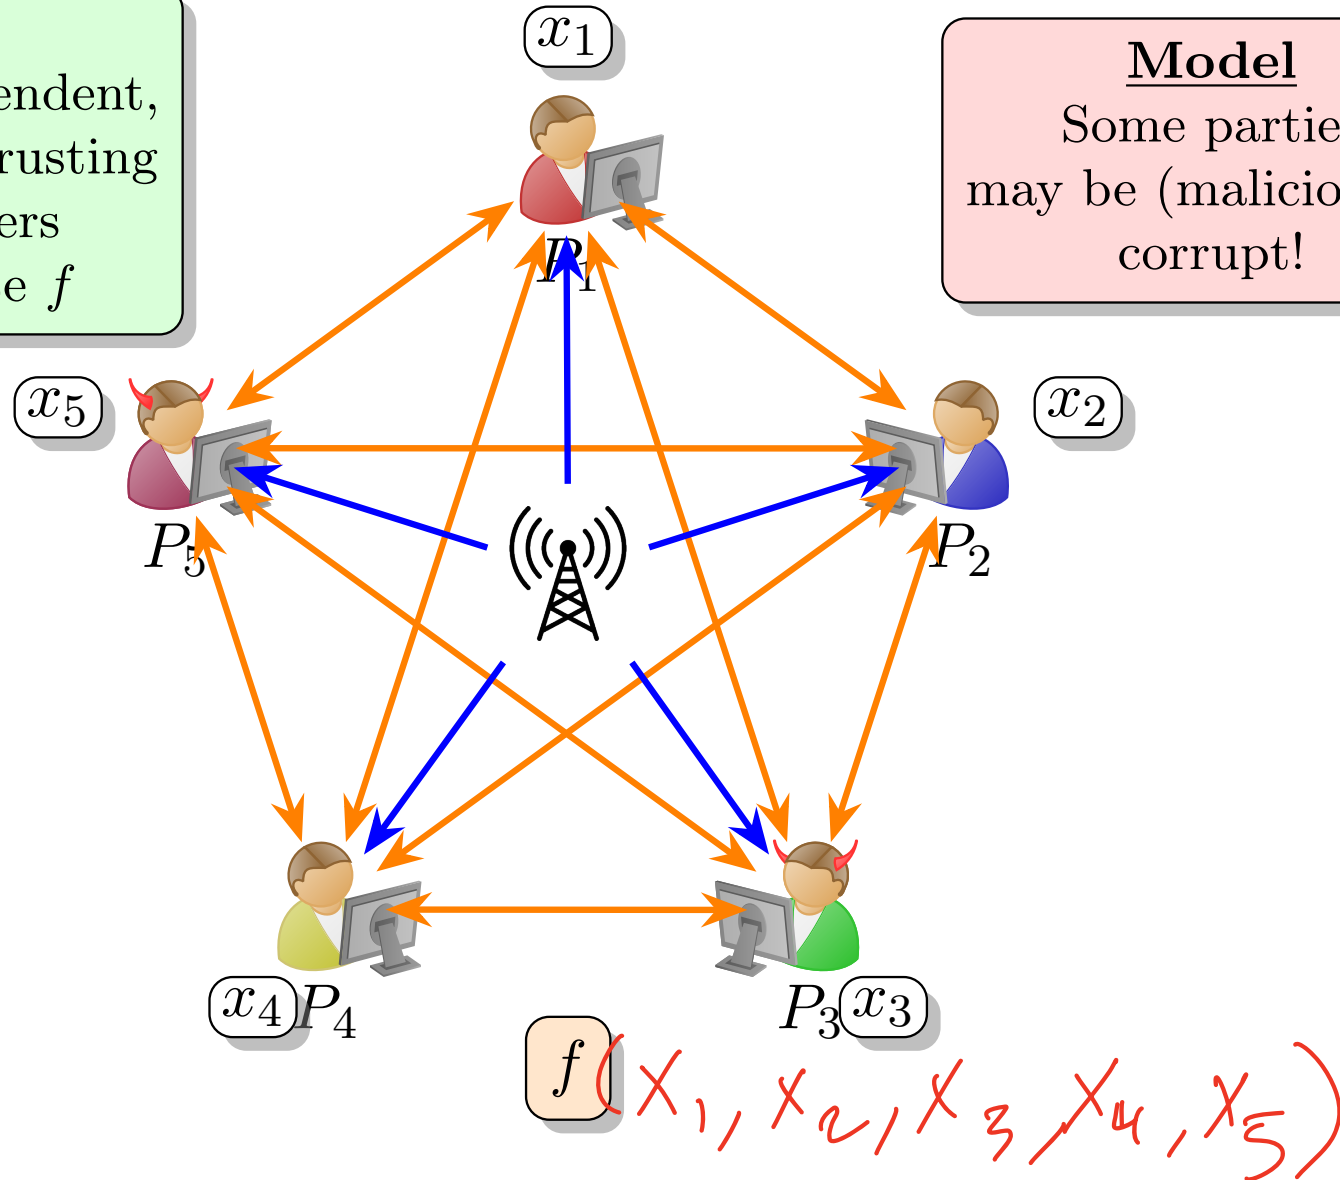 x1
endent,
rusting
ers
e f
Model
Some partie
may be (malicio
corrupt!
P1
x5
x2
P5
P2
x4
P4
P3
x3
f(x1, x2, x3, x4, x5)